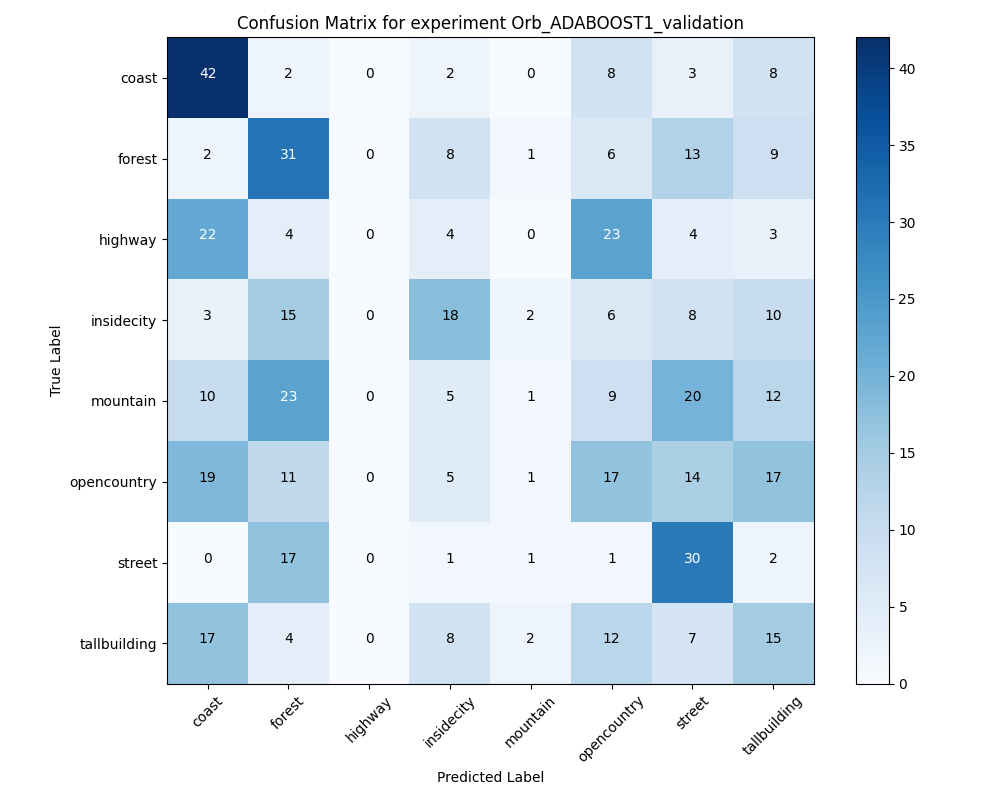 Confusion Matrix for experiment Orb_ADABOOST1_validation
coast 42 2 0 2 0 8 3 8
forest 2 31 0 8 1 6 13 9
highway 22 4 0 4 0 23 4 3
insidecity 3 15 0 18 2 6 8 10
mountain 10 23 0 5 1 9 20 12
opencountry 19 11 0 5 1 17 14 17
street 0 17 0 1 1 1 30 2
tallbuilding 17 4 0 8 2 12 7 15
coast forest highway insidecity mountain opencountry street tallbuilding
Predicted Label
True Label
40
35
30
25
20
15
10
5
0